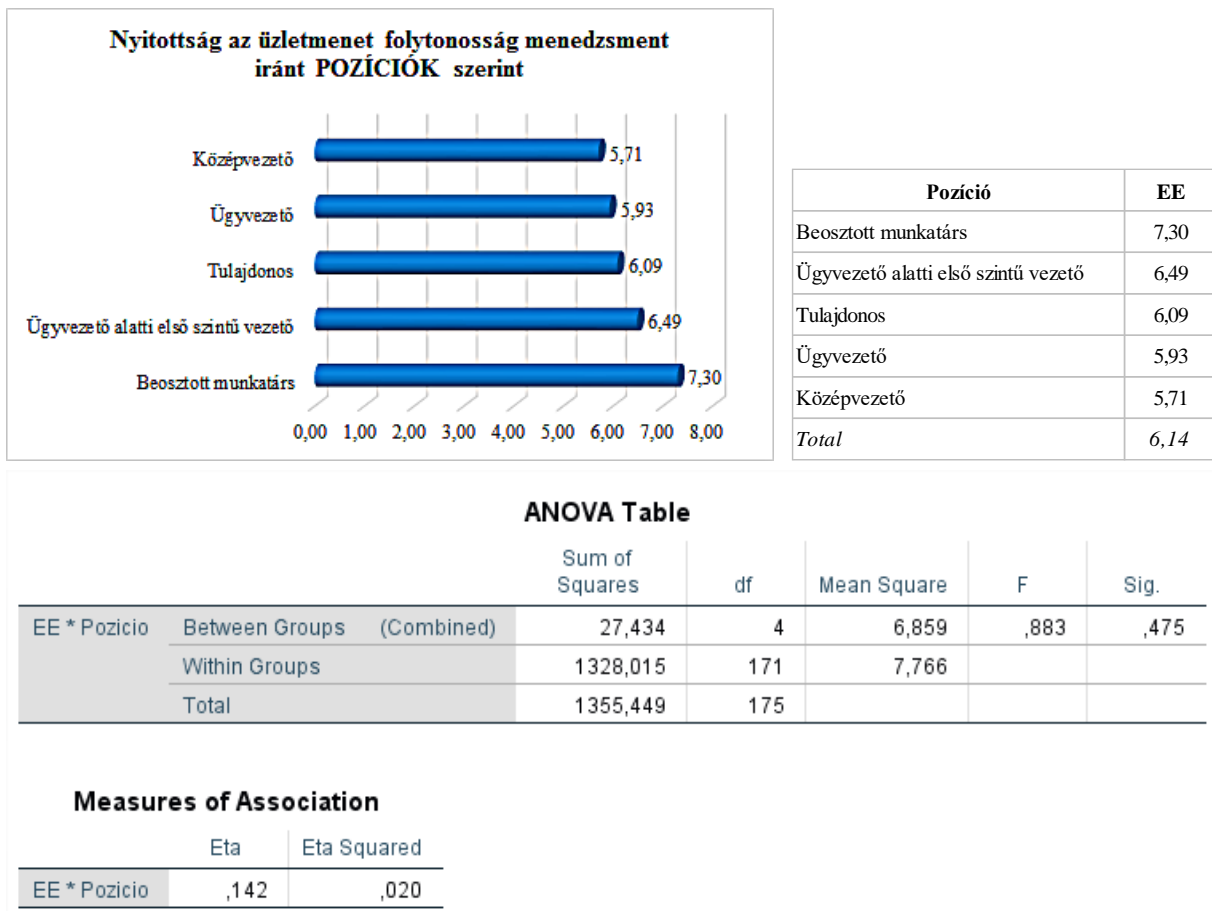 Nyitottság az üzletmenet folytonosság menedzsment
iránt POZÍCIÓK szerint
Középvezető 5,71
Ügyvezető 5,93
Tulajdonos 6,09
Ügyvezető alatti első szintű vezető 6,49
Beosztott munkatárs 7,30
0,00 1,00 2,00 3,00 4,00 5,00 6,00 7,00 8,00
Pozíció EE
Beosztott munkatárs 7,30
Ügyvezető alatti első szintű vezető 6,49
Tulajdonos 6,09
Ügyvezető 5,93
Középvezető 5,71
Total 6,14
ANOVA Table
Sum of
Squares df Mean Square F Sig.
EE * Pozicio Between Groups (Combined) 27,434 4 6,859 ,883 ,475
Within Groups 1328,015 171 7,766
Total 1355,449 175
Measures of Association
Eta Eta Squared
EE * Pozicio ,142 ,020